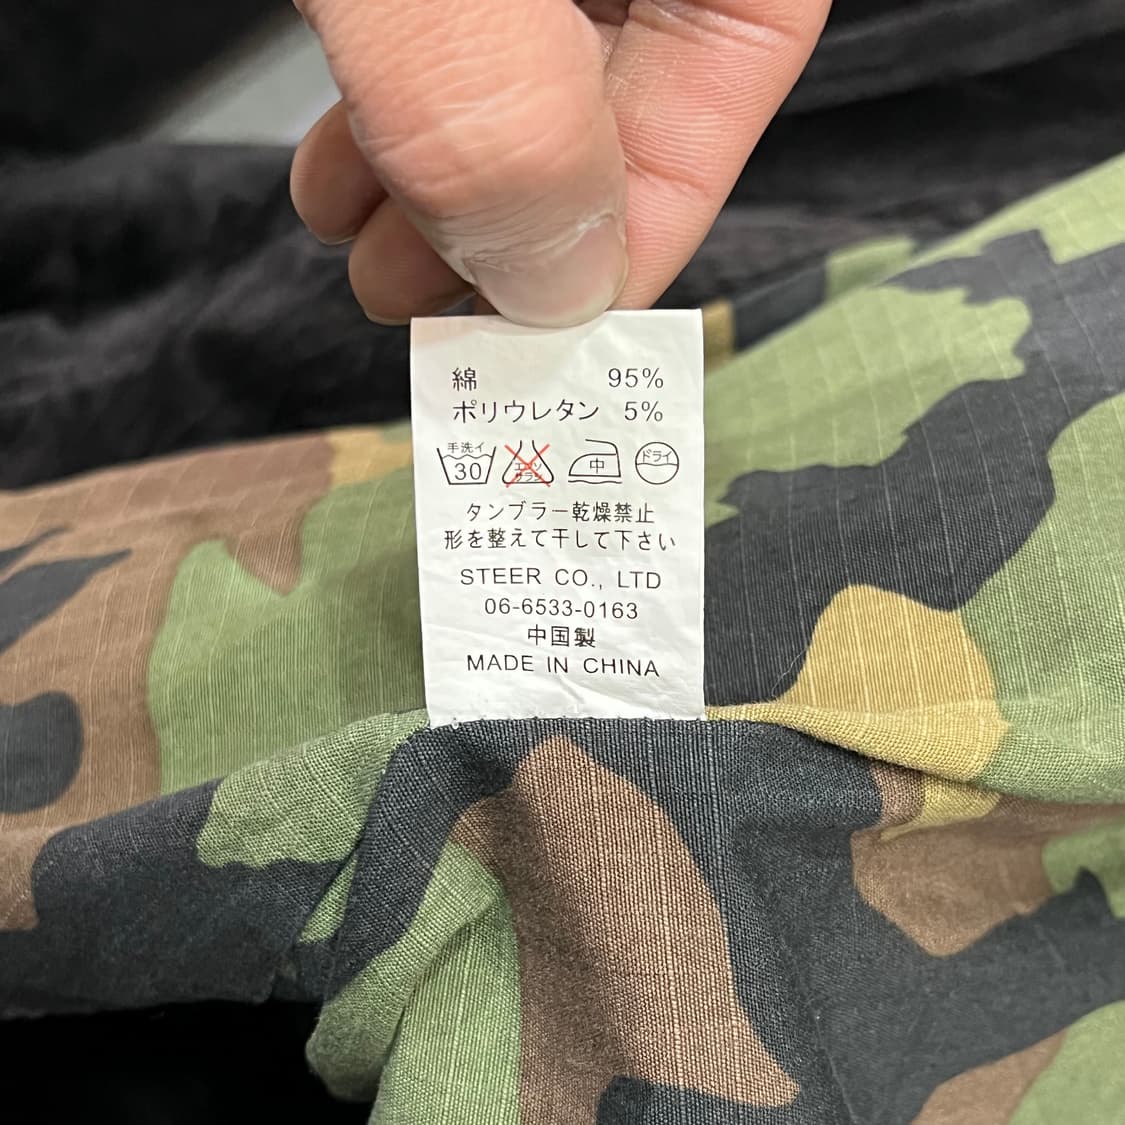 綿 95%
ポリウレタン 5%
手洗イ 30 エンソ サラシ 中 ドライ
タンブラー乾燥禁止
形を整えて干して下さい
STEER CO., LTD
06-6533-0163
中国製
MADE IN CHINA